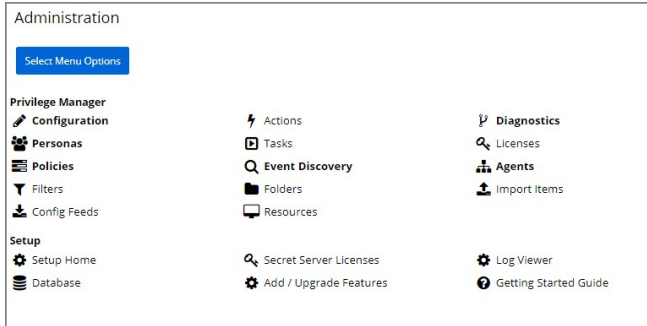 Administration
Select Menu Options
Privilege Manager
Configuration Actions Diagnostics
Personas Tasks Licenses
Policies Event Discovery Agents
Filters Folders Import Items
Config Feeds Resources
Setup
Setup Home Secret Server Licenses Log Viewer
Database Add / Upgrade Features Getting Started Guide